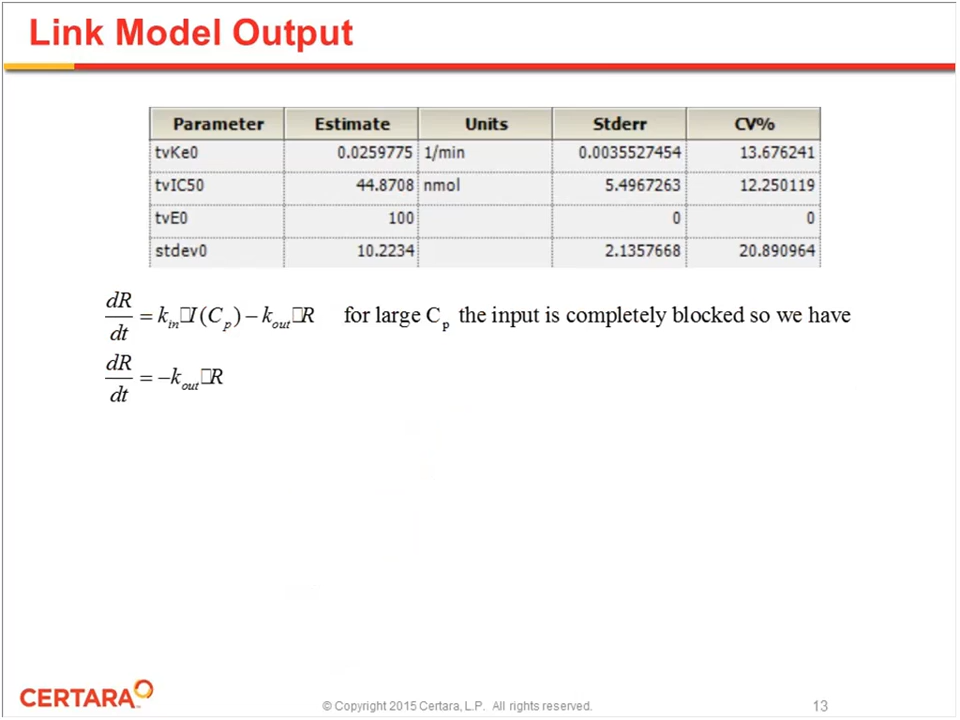 Link Model Output
Parameter Estimate Units Stderr CV%
tvKe0 0.0259775 1/min 0.0035527454 13.676241
tvIC50 44.8708 nmol 5.4967263 12.250119
tvE0 100 0 0
stdev0 10.2234 2.1357668 20.890964
dR/dt = k_in□I(C_p) − k_out□R for large C_p the input is completely blocked so we have
dR/dt = −k_out□R
CERTARA
© Copyright 2015 Certara, L.P. All rights reserved.
13